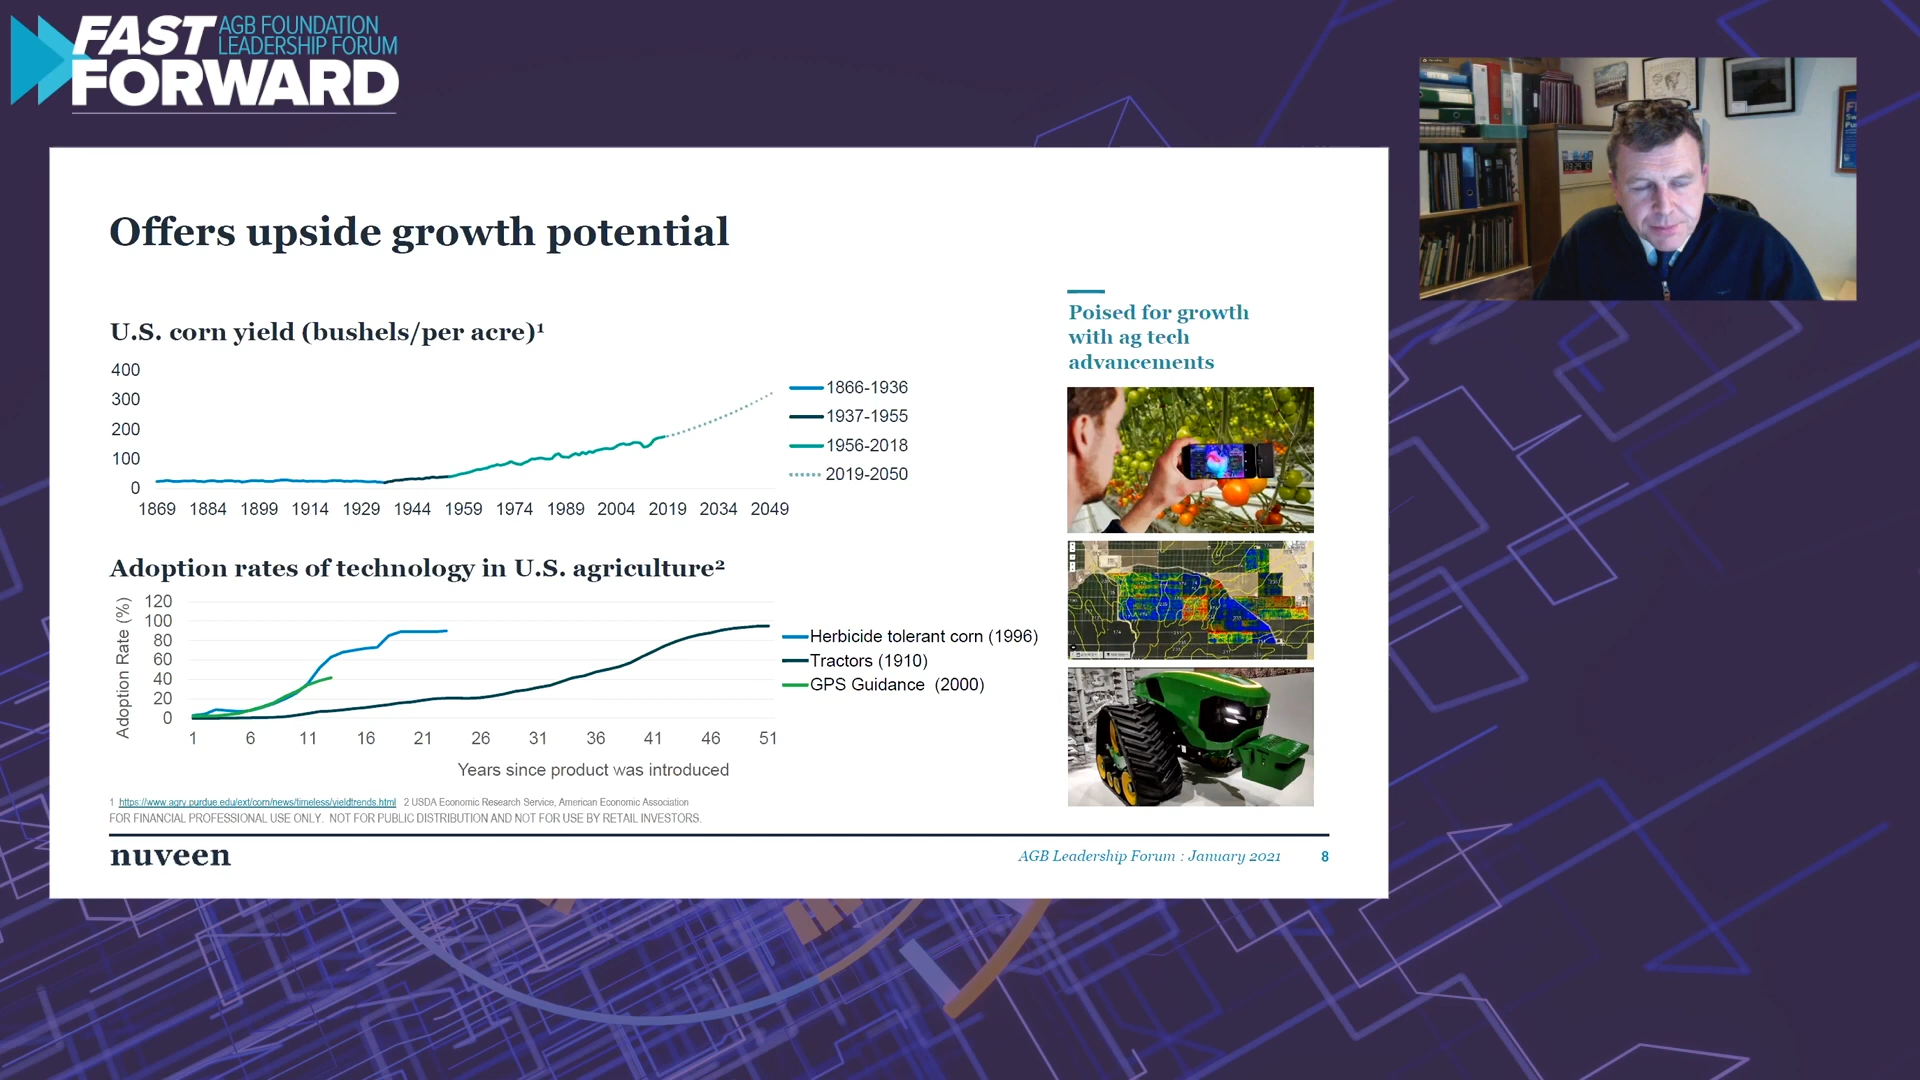 FAST
FORWARD
AGB FOUNDATION
LEADERSHIP FORUM
Offers upside growth potential
U.S. corn yield (bushels/per acre)¹
400
300
200
100
0
1869 1884 1899 1914 1929 1944 1959 1974 1989 2004 2019 2034 2049
1866-1936
1937-1955
1956-2018
2019-2050
Adoption rates of technology in U.S. agriculture²
Adoption Rate (%)
120
100
80
60
40
20
0
1 6 11 16 21 26 31 36 41 46 51
Years since product was introduced
Herbicide tolerant corn (1996)
Tractors (1910)
GPS Guidance (2000)
Poised for growth
with ag tech
advancements
1 https://www.agry.purdue.edu/ext/corn/news/timeless/yieldtrends.html 2 USDA Economic Research Service, American Economic Association
FOR FINANCIAL PROFESSIONAL USE ONLY. NOT FOR PUBLIC DISTRIBUTION AND NOT FOR USE BY RETAIL INVESTORS.
nuveen
AGB Leadership Forum : January 2021 8